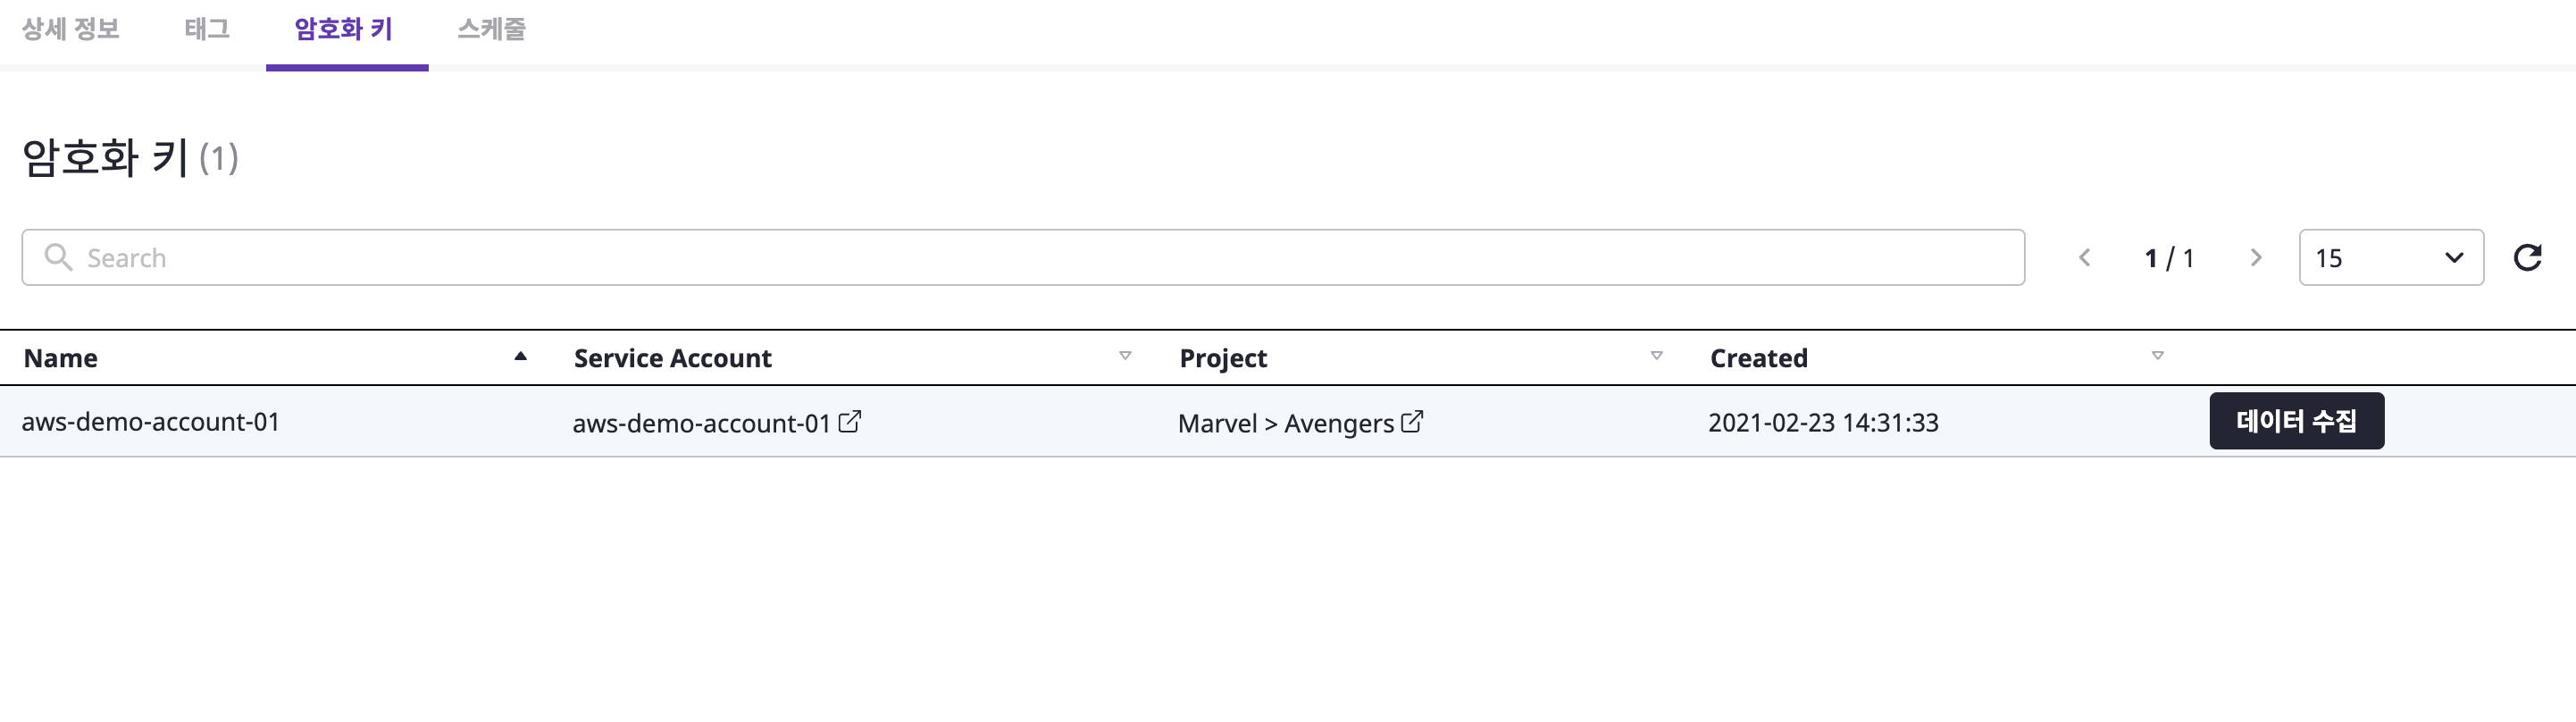 상세 정보 태그 암호화 키 스케줄
암호화 키 (1)
Search 1 / 1 15
Name Service Account Project Created
aws-demo-account-01 aws-demo-account-01 Marvel > Avengers 2021-02-23 14:31:33 데이터 수집